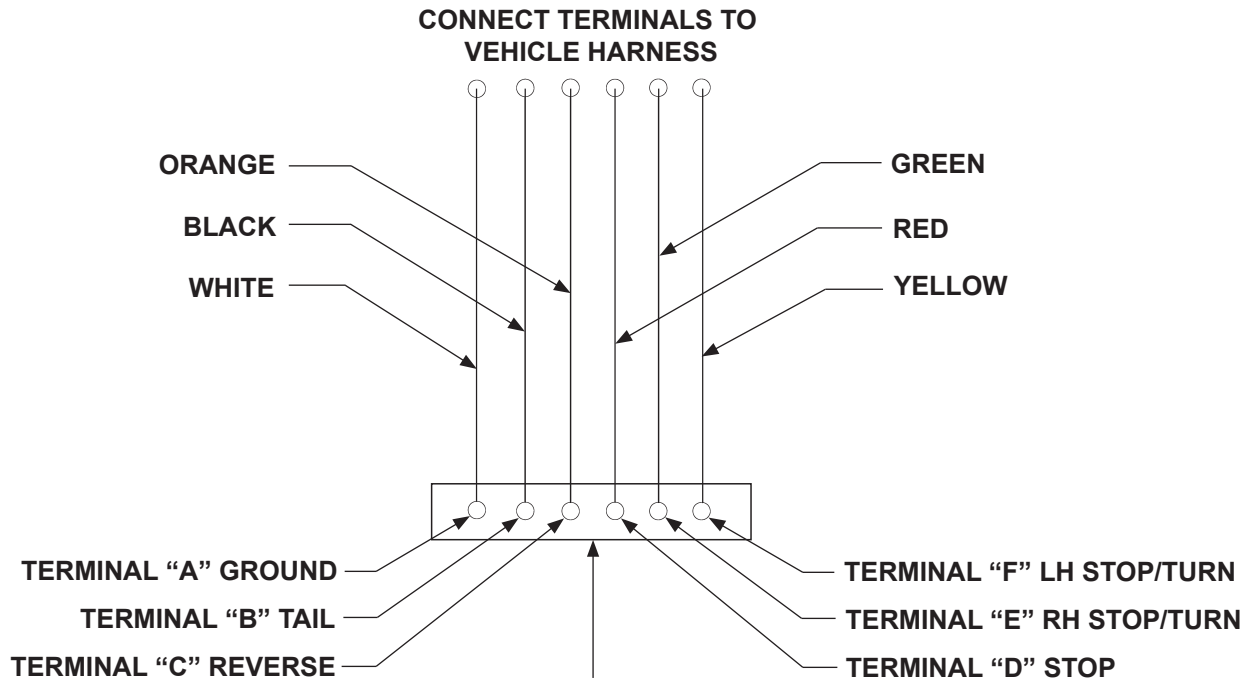 CONNECT TERMINALS TO
VEHICLE HARNESS
ORANGE
GREEN
BLACK
RED
WHITE
YELLOW
TERMINAL “A” GROUND
TERMINAL “F” LH STOP/TURN
TERMINAL “B” TAIL
TERMINAL “E” RH STOP/TURN
TERMINAL “C” REVERSE
TERMINAL “D” STOP